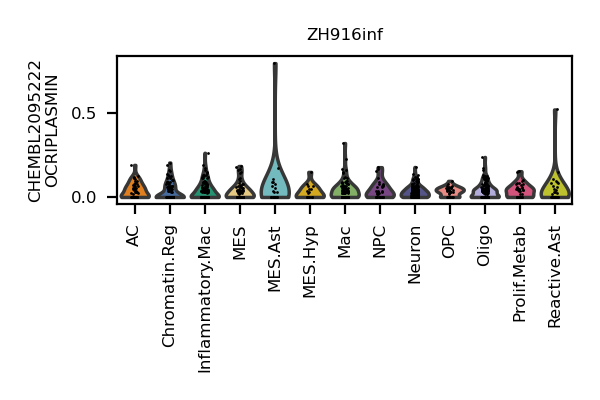 ZH916inf
CHEMBL2095222
OCRIPLASMIN
0.5
0.0
AC
Chromatin.Reg
Inflammatory.Mac
MES
MES.Ast
MES.Hyp
Mac
NPC
Neuron
OPC
Oligo
Prolif.Metab
Reactive.Ast